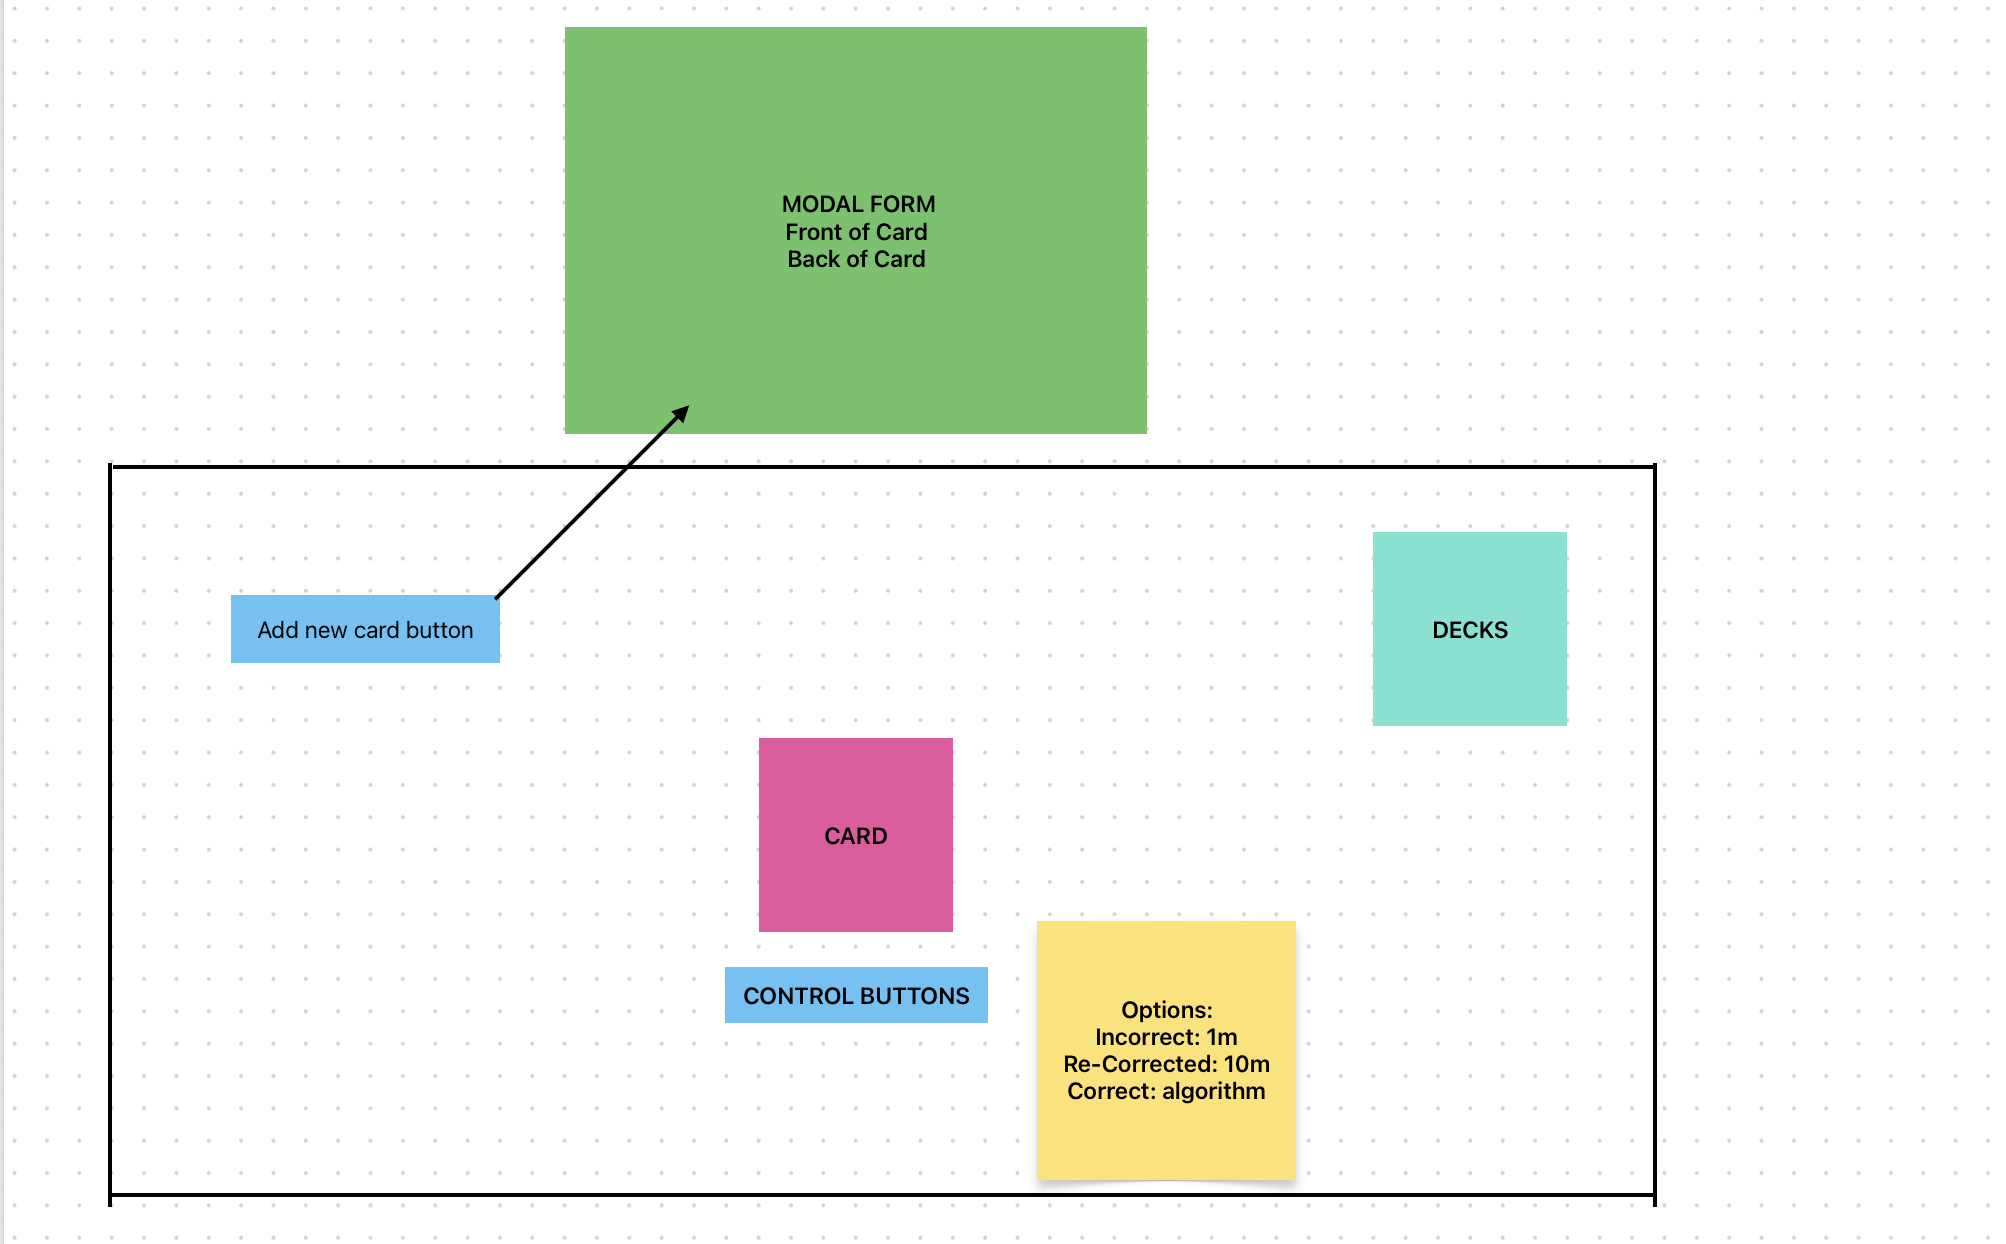 MODAL FORM
Front of Card
Back of Card
Add new card button
DECKS
CARD
CONTROL BUTTONS
Options:
Incorrect: 1m
Re-Corrected: 10m
Correct: algorithm